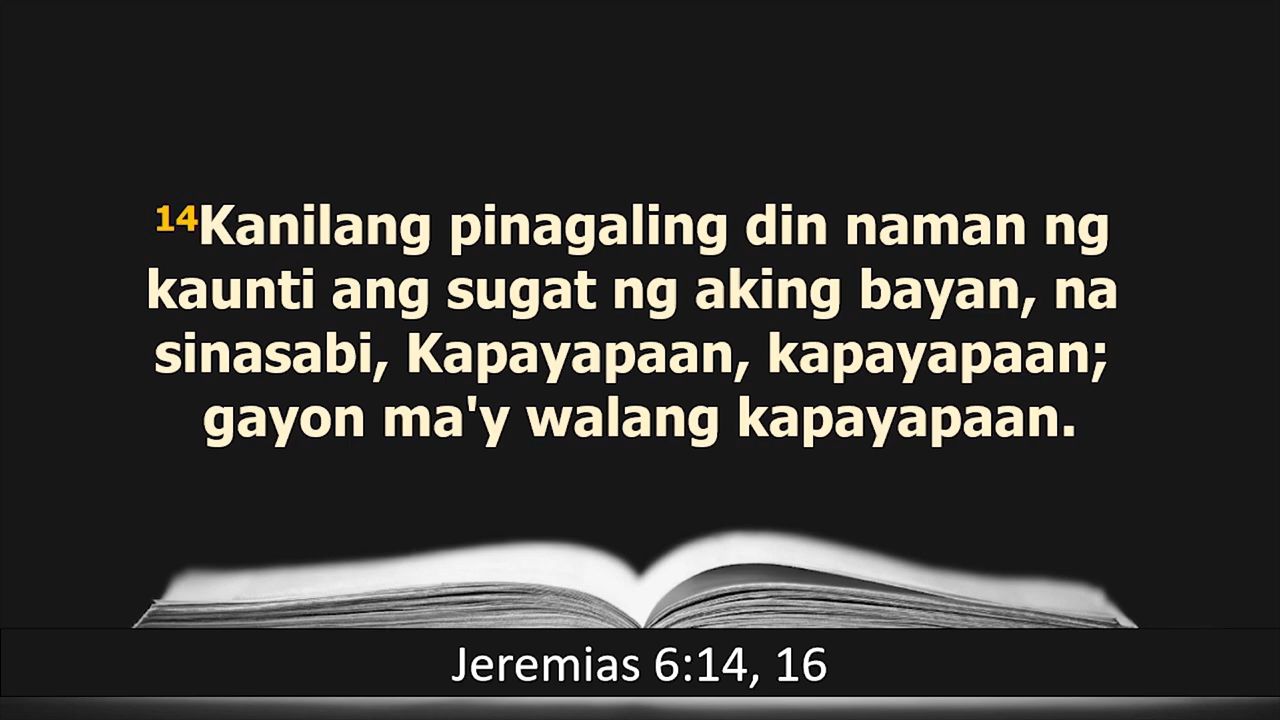 14Kanilang pinagaling din naman ng
kaunti ang sugat ng aking bayan, na
sinasabi, Kapayapaan, kapayapaan;
gayon ma'y walang kapayapaan.
Jeremias 6:14, 16